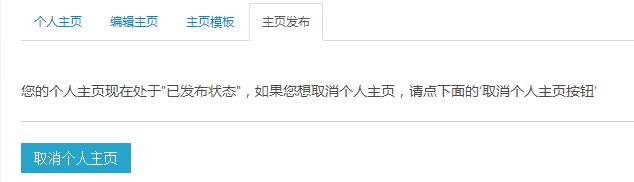 个人主页 编辑主页 主页模板 主页发布
您的个人主页现在处于"已发布状态"，如果您想取消个人主页，请点下面的'取消个人主页按钮'
取消个人主页